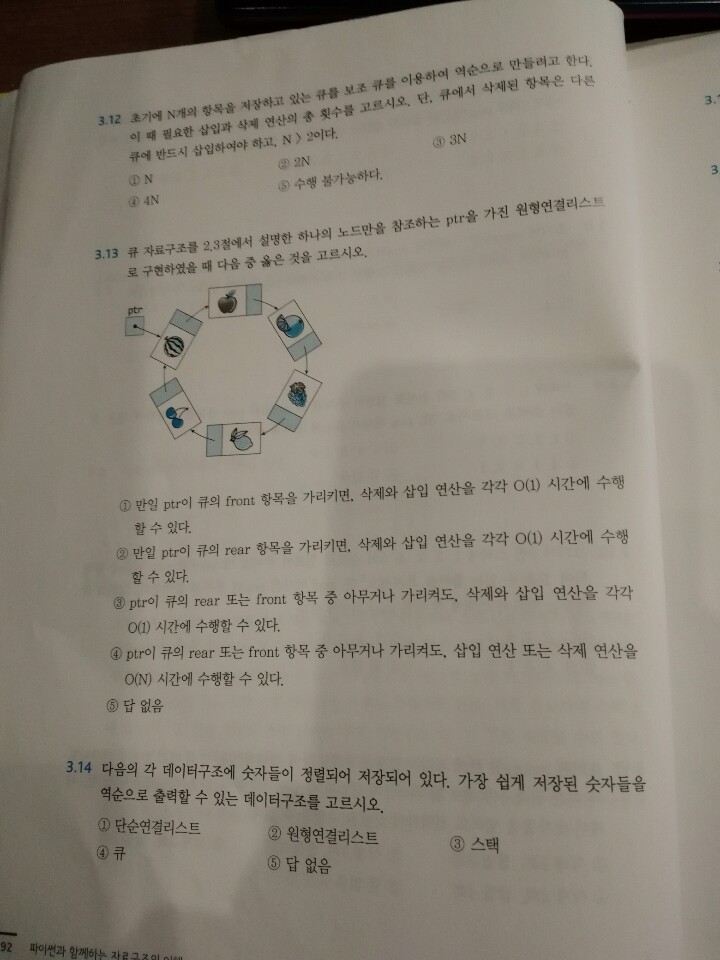 3.12 초기에 N개의 항목을 저장하고 있는 큐를 보조 큐를 이용하여 역순으로 만들려고 한다.
이 때 필요한 삽입과 삭제 연산의 총 횟수를 고르시오. 단, 큐에서 삭제된 항목은 다른
큐에 반드시 삽입하여야 하고, N > 2이다.
① N ② 2N ③ 3N
④ 4N ⑤ 수행 불가능하다.
3.13 큐 자료구조를 2.3절에서 설명한 하나의 노드만을 참조하는 ptr을 가진 원형연결리스트
로 구현하였을 때 다음 중 옳은 것을 고르시오.
ptr
① 만일 ptr이 큐의 front 항목을 가리키면, 삭제와 삽입 연산을 각각 O(1) 시간에 수행
할 수 있다.
② 만일 ptr이 큐의 rear 항목을 가리키면, 삭제와 삽입 연산을 각각 O(1) 시간에 수행
할 수 있다.
③ ptr이 큐의 rear 또는 front 항목 중 아무거나 가리켜도, 삭제와 삽입 연산을 각각
O(1) 시간에 수행할 수 있다.
④ ptr이 큐의 rear 또는 front 항목 중 아무거나 가리켜도, 삽입 연산 또는 삭제 연산을
O(N) 시간에 수행할 수 있다.
⑤ 답 없음
3.14 다음의 각 데이터구조에 숫자들이 정렬되어 저장되어 있다. 가장 쉽게 저장된 숫자들을
역순으로 출력할 수 있는 데이터구조를 고르시오.
① 단순연결리스트 ② 원형연결리스트 ③ 스택
④ 큐 ⑤ 답 없음
92 파이썬과 함께하는 자료구조의 이해